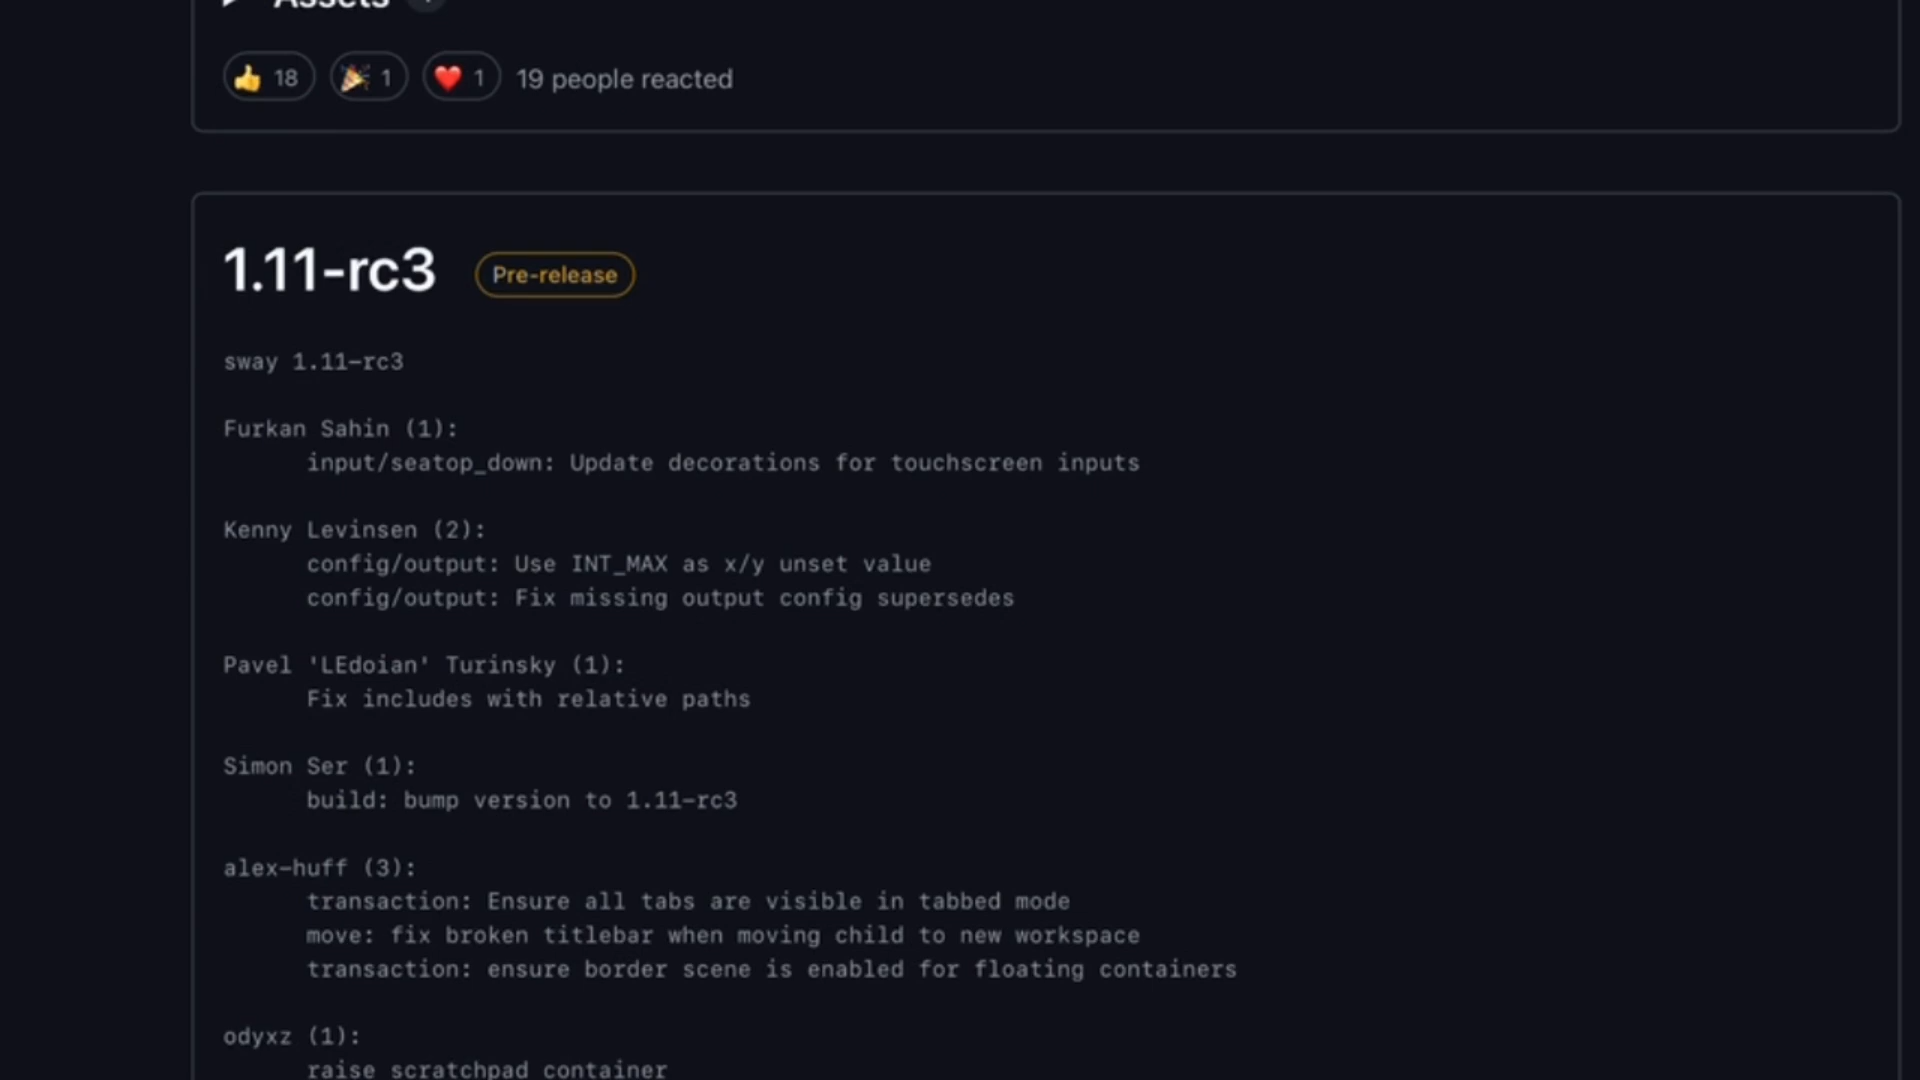 Assets
18 1 1 19 people reacted
1.11-rc3 Pre-release
sway 1.11-rc3
Furkan Sahin (1):
input/seatop_down: Update decorations for touchscreen inputs
Kenny Levinsen (2):
config/output: Use INT_MAX as x/y unset value
config/output: Fix missing output config supersedes
Pavel 'LEdoian' Turinsky (1):
Fix includes with relative paths
Simon Ser (1):
build: bump version to 1.11-rc3
alex-huff (3):
transaction: Ensure all tabs are visible in tabbed mode
move: fix broken titlebar when moving child to new workspace
transaction: ensure border scene is enabled for floating containers
odyxz (1):
raise scratchpad container